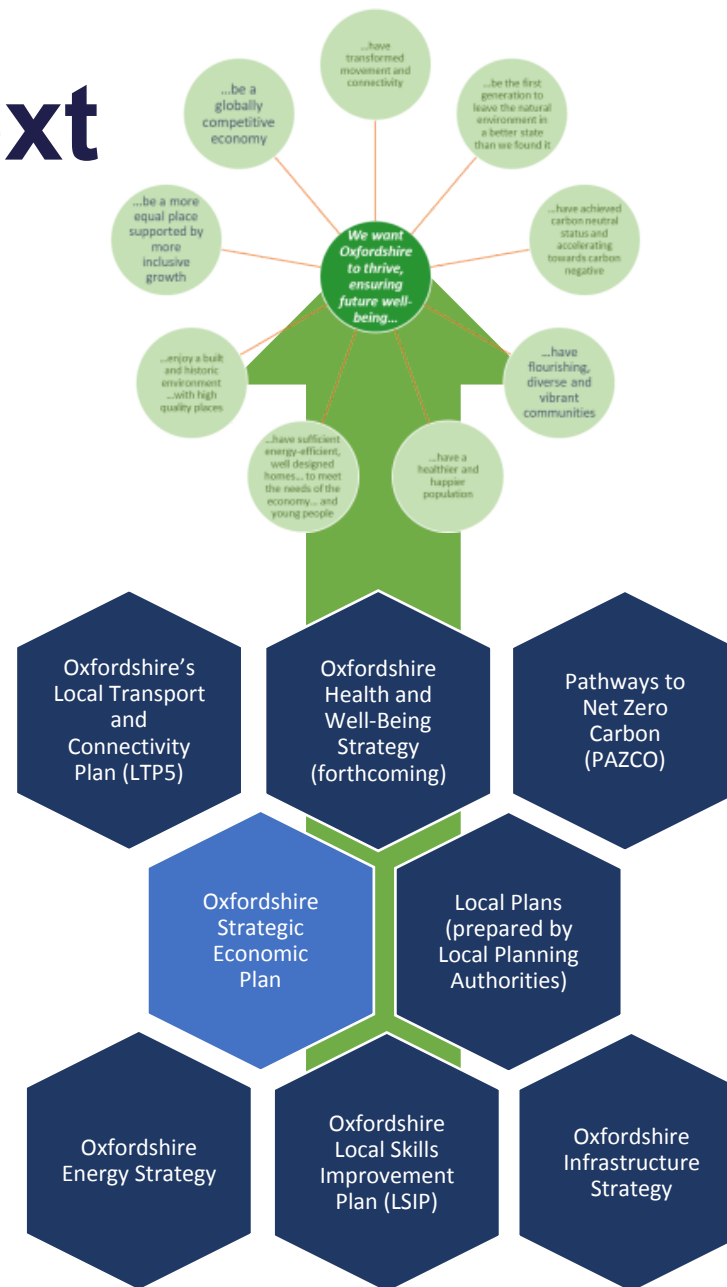 ext
...have
transformed
movement and
connectivity
...be a
globally
competitive
economy
...be the first
generation to
leave the natural
environment in
a better state
than we found it
...be a more
equal place
supported by
more
inclusive
growth
We want
Oxfordshire
to thrive,
ensuring
future well-
being...
...have achieved
carbon neutral
status and
accelerating
towards carbon
negative
...enjoy a built
and historic
environment
...with high
quality places
...have
flourishing,
diverse and
vibrant
communities
...have sufficient
energy-efficient,
well designed
homes... to meet
the needs of the
economy... and
young people
...have a
healthier and
happier
population
Oxfordshire's
Local Transport
and
Connectivity
Plan (LTP5)
Oxfordshire
Health and
Well-Being
Strategy
(forthcoming)
Pathways to
Net Zero
Carbon
(PAZCO)
Oxfordshire
Strategic
Economic
Plan
Local Plans
(prepared by
Local Planning
Authorities)
Oxfordshire
Energy Strategy
Oxfordshire
Local Skills
Improvement
Plan (LSIP)
Oxfordshire
Infrastructure
Strategy